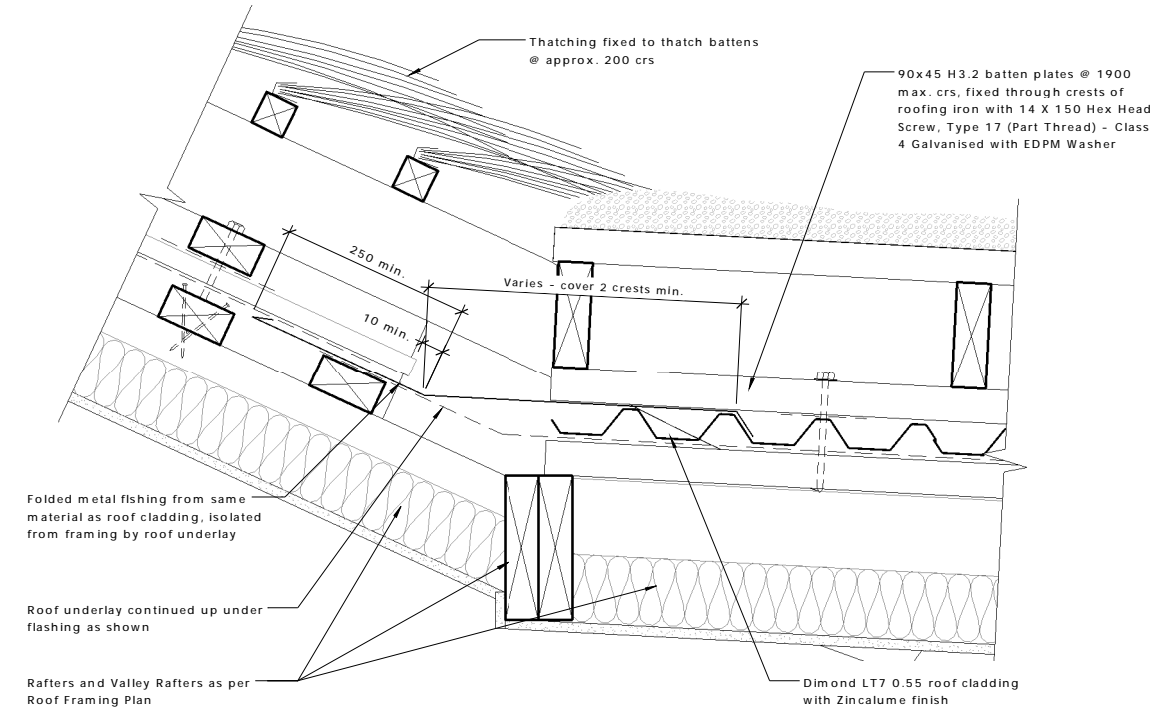 Thatching fixed to thatch battens
@ approx. 200 crs
90x45 H3.2 batten plates @ 1900
max. crs, fixed through crests of
roofing iron with 14 X 150 Hex Head
Screw, Type 17 (Part Thread) - Class
4 Galvanised with EDPM Washer
250 min.
Varies - cover 2 crests min.
10 min.
Folded metal flshing from same
material as roof cladding, isolated
from framing by roof underlay
Roof underlay continued up under
flashing as shown
Rafters and Valley Rafters as per
Roof Framing Plan
Dimond LT7 0.55 roof cladding
with Zincalume finish